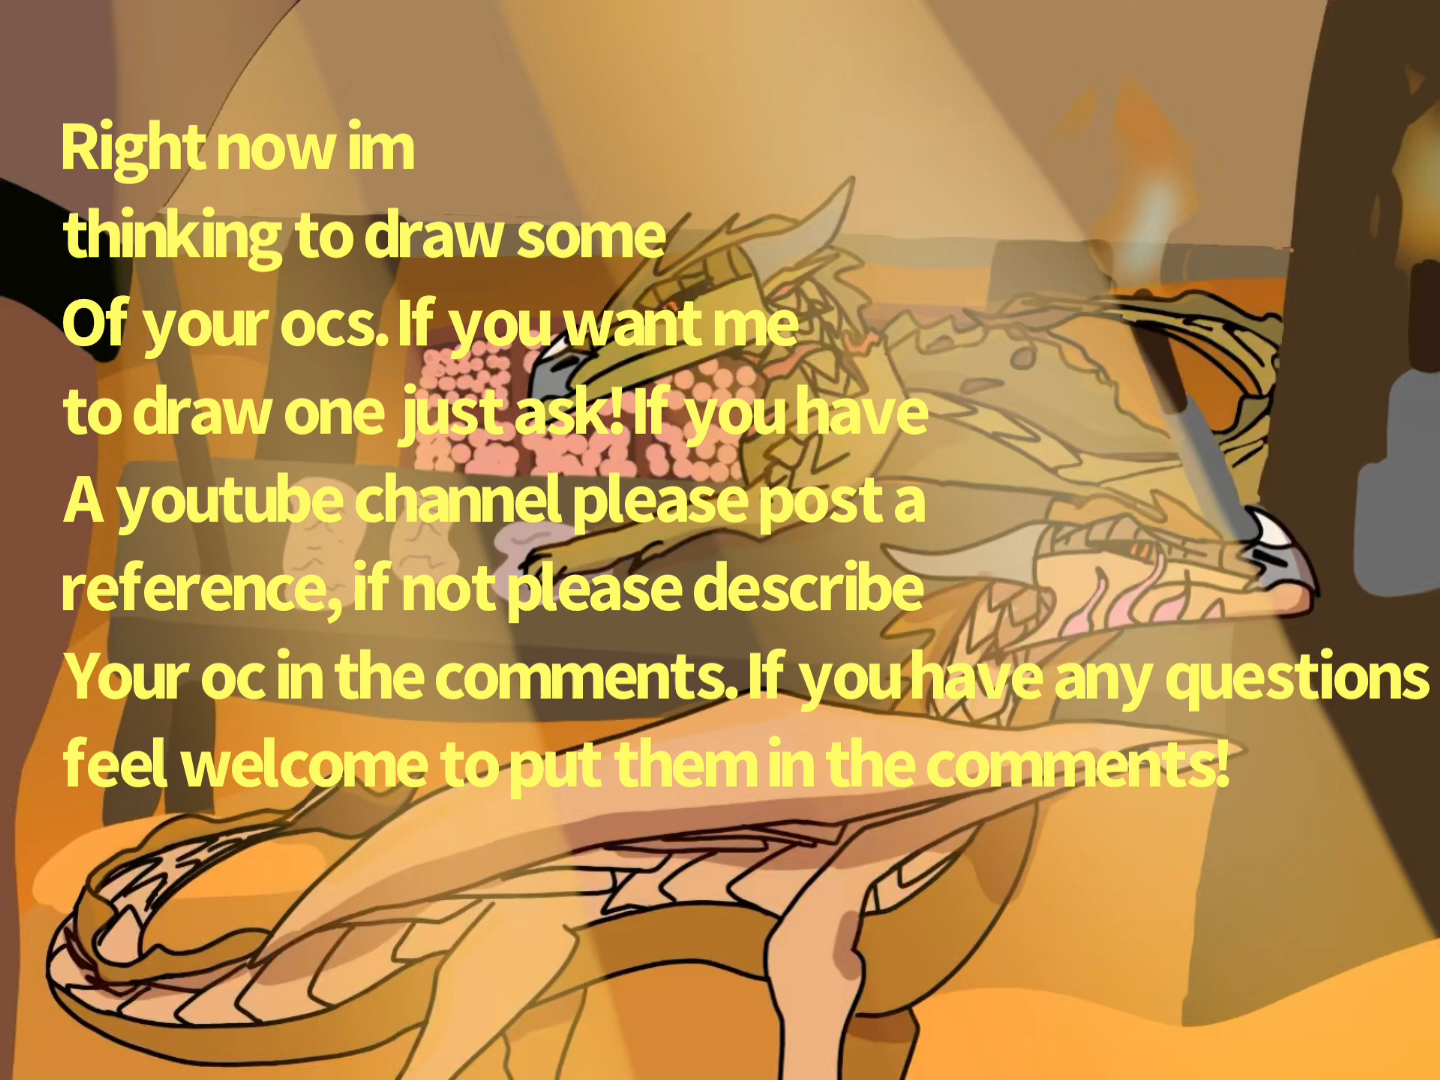 Right now im
thinking to draw some
Of your ocs. If you want me
to draw one just ask! If you have
A youtube channel please post a
reference, if not please describe
Your oc in the comments. If you have any questions
feel welcome to put them in the comments!